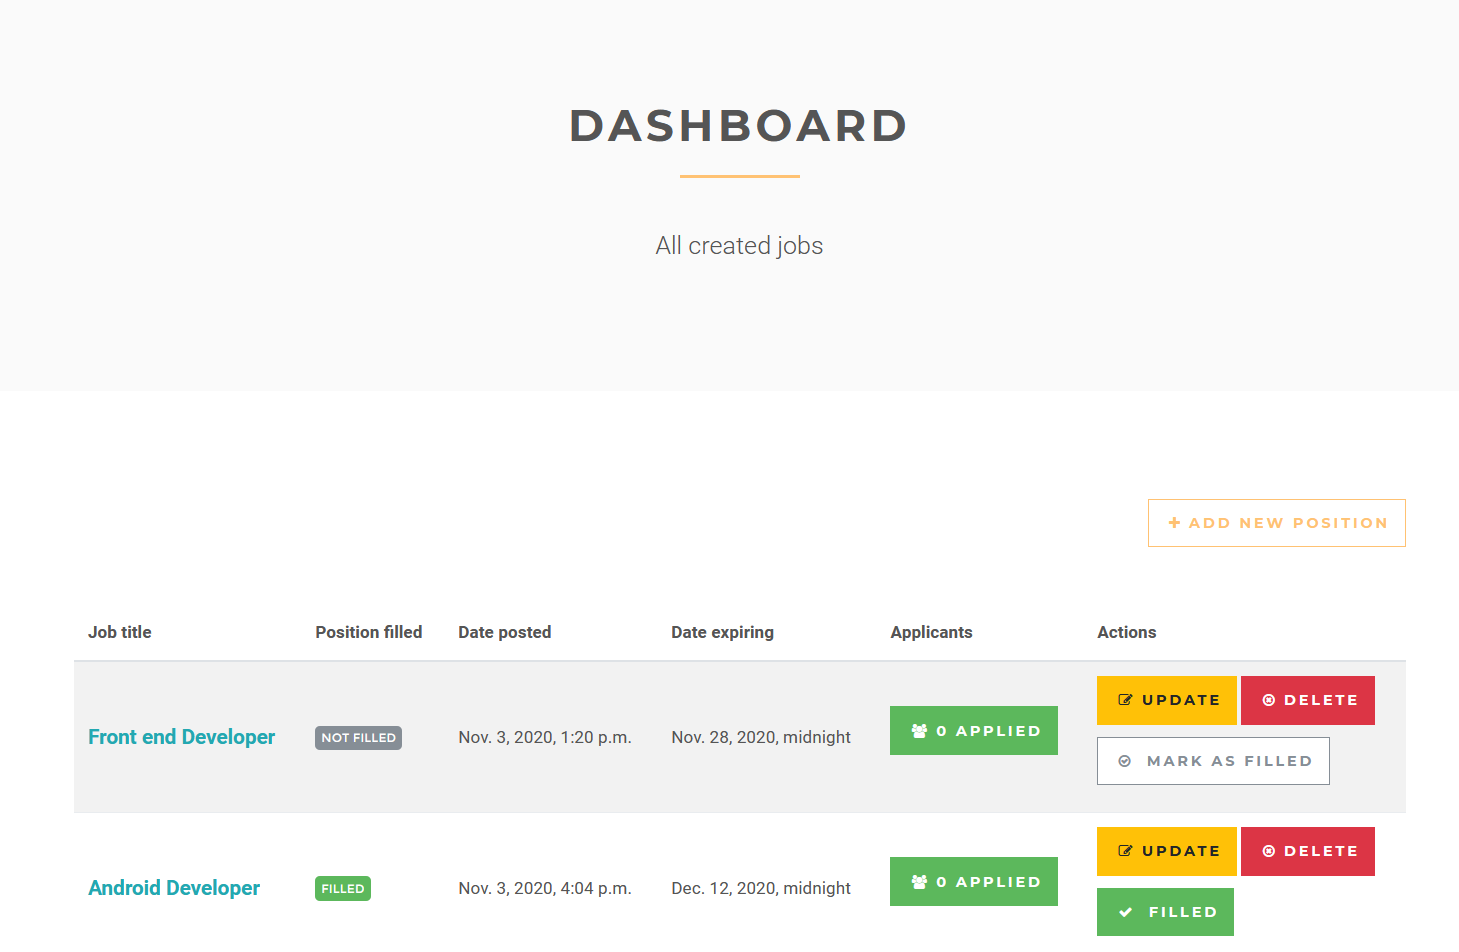 DASHBOARD
All created jobs
ADD NEW POSITION
Job title Position filled Date posted Date expiring Applicants Actions
UPDATE DELETE
Front end Developer NOT FILLED Nov. 3, 2020, 1:20 p.m. Nov. 28, 2020, midnight 0 APPLIED
MARK AS FILLED
UPDATE DELETE
Android Developer FILLED Nov. 3, 2020, 4:04 p.m. Dec. 12, 2020, midnight 0 APPLIED
FILLED